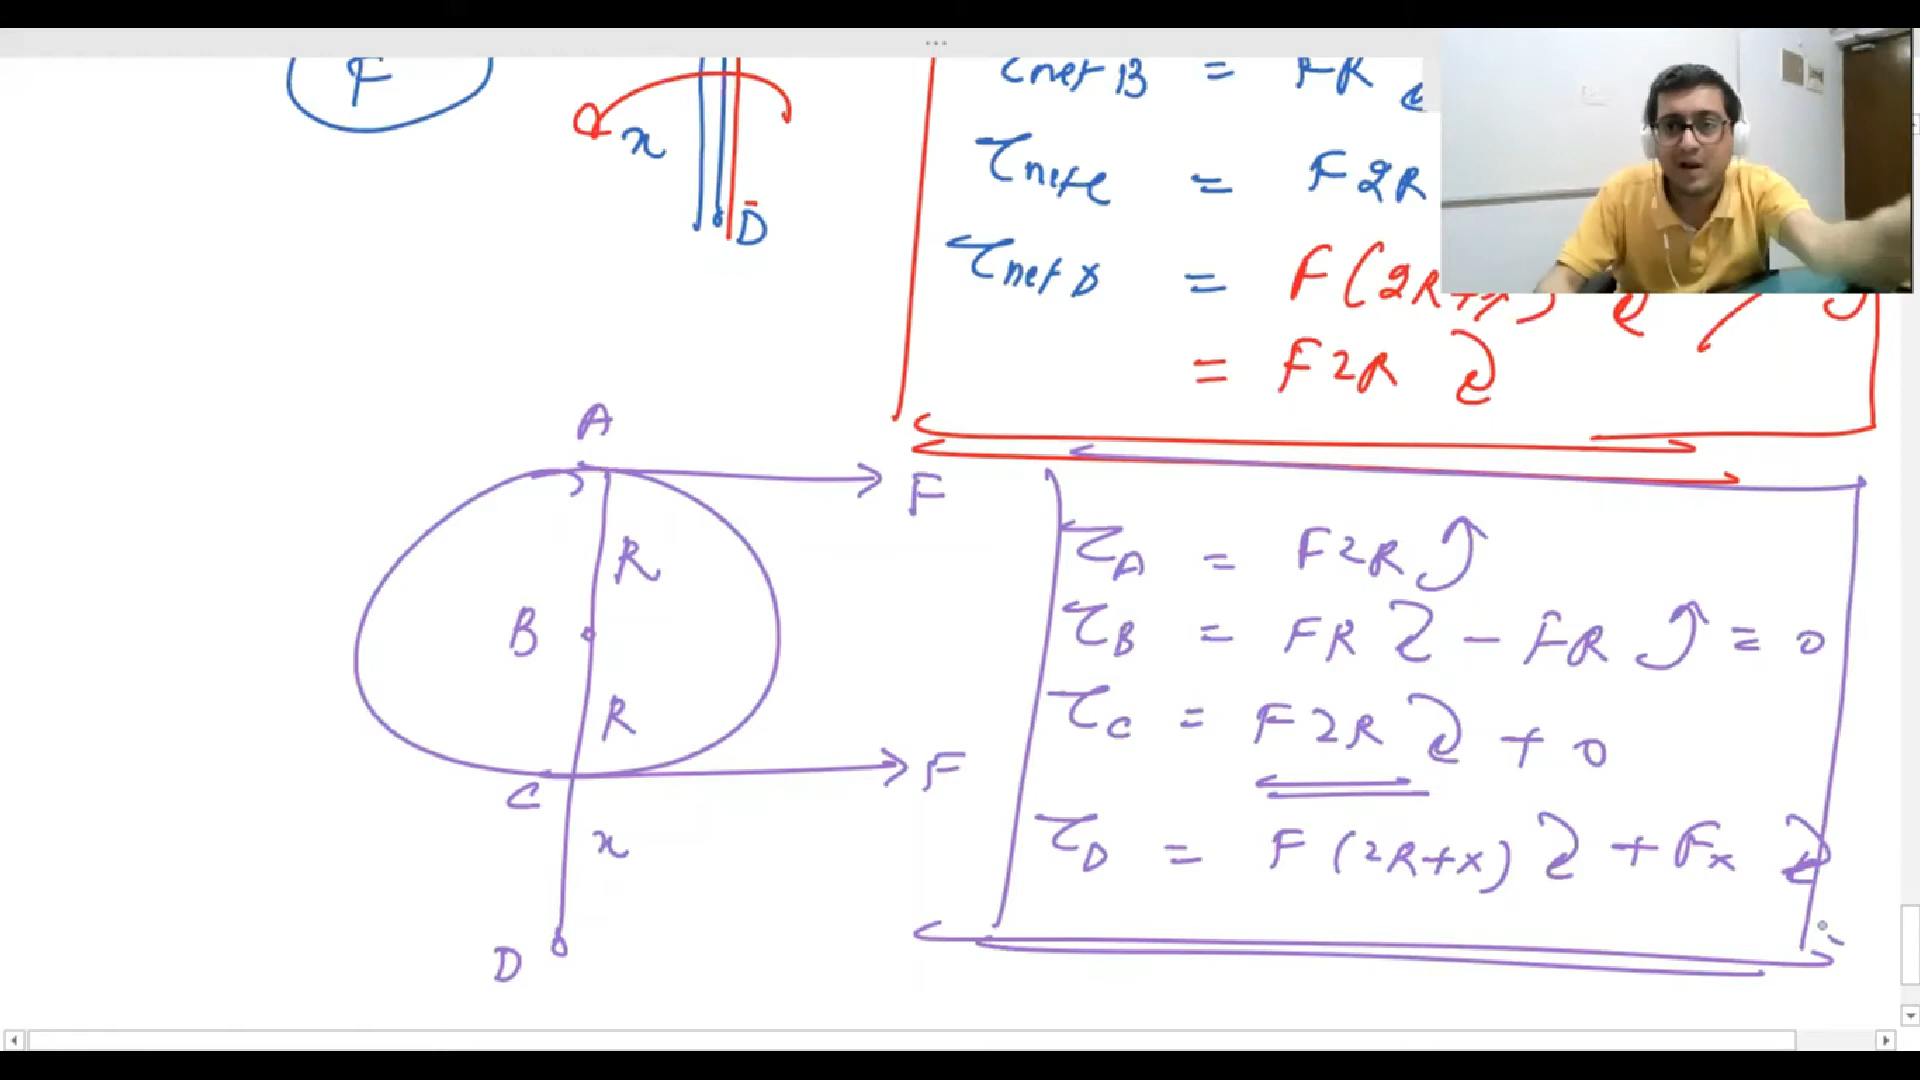 F
x
D
τnet B = FR
τnet C = F2R
τnet D = F(2R+x)
= F2R
A
F
R
B
R
C
F
x
D
τA = F2R
τB = FR - FR = 0
τC = F2R + 0
τD = F(2R+x) + Fx